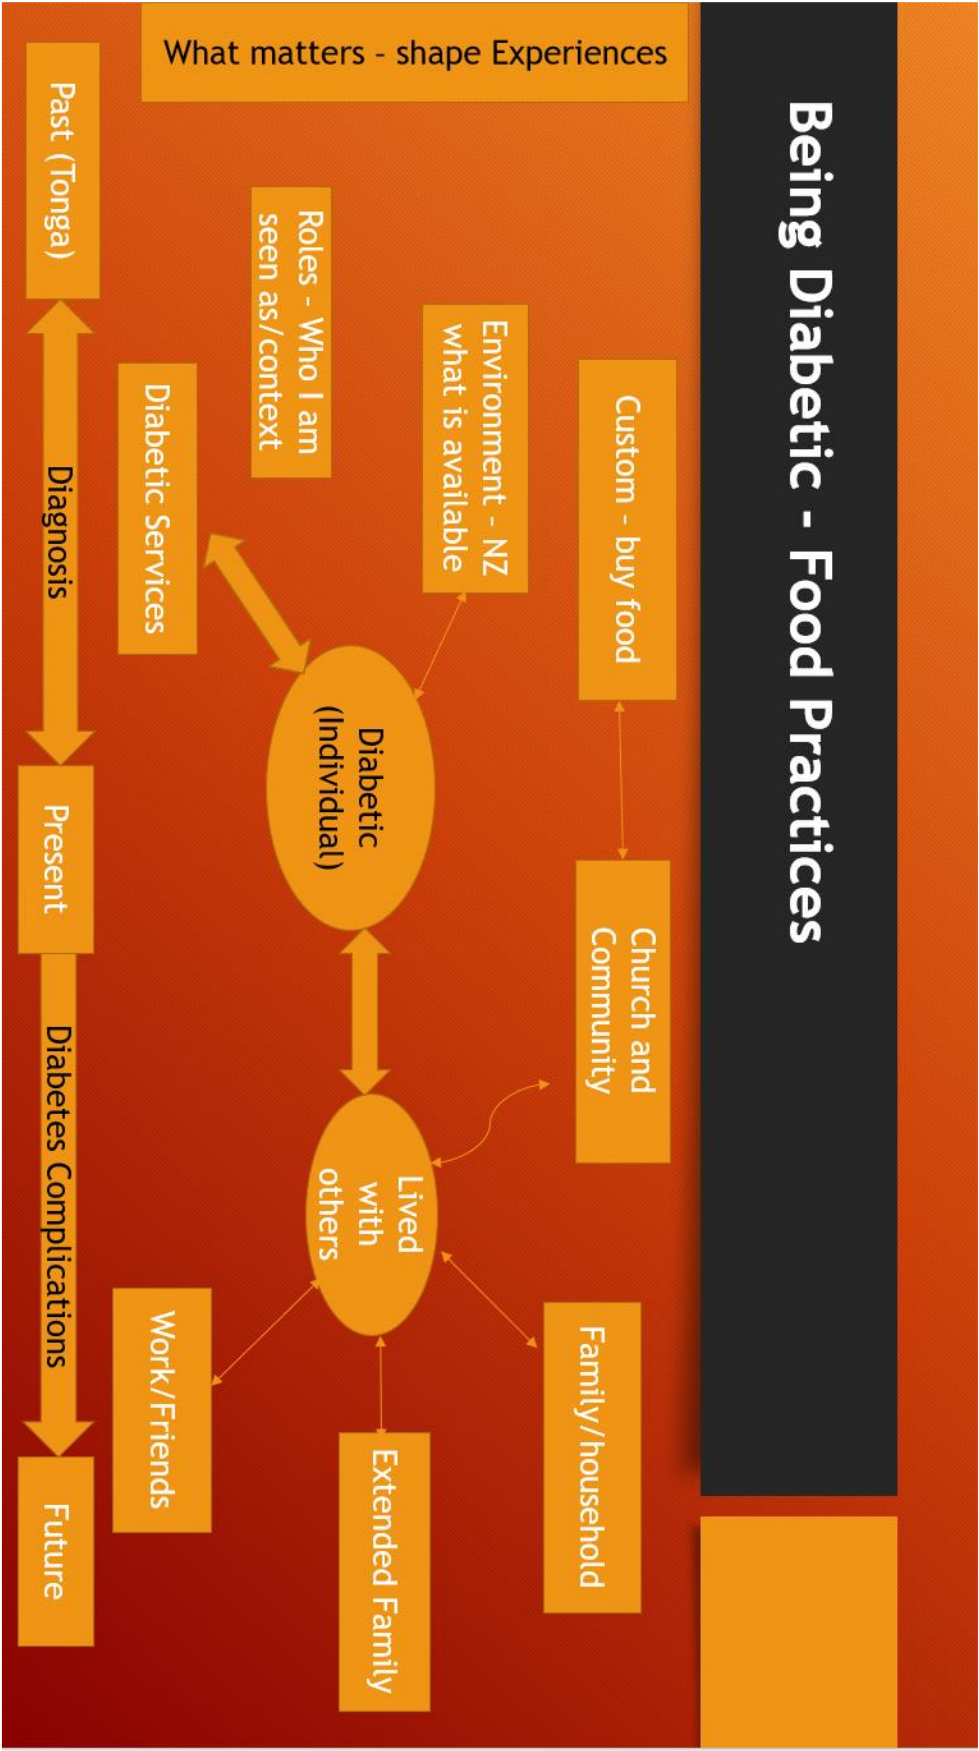 Being Diabetic - Food Practices
What matters - shape Experiences
Custom - buy food
Church and
Community
Family/household
Environment - NZ
what is available
Roles - Who I am
seen as/context
Diabetic
(Individual)
Lived
with
others
Extended Family
Diabetic Services
Work/Friends
Past (Tonga)
Diagnosis
Present
Diabetes Complications
Future